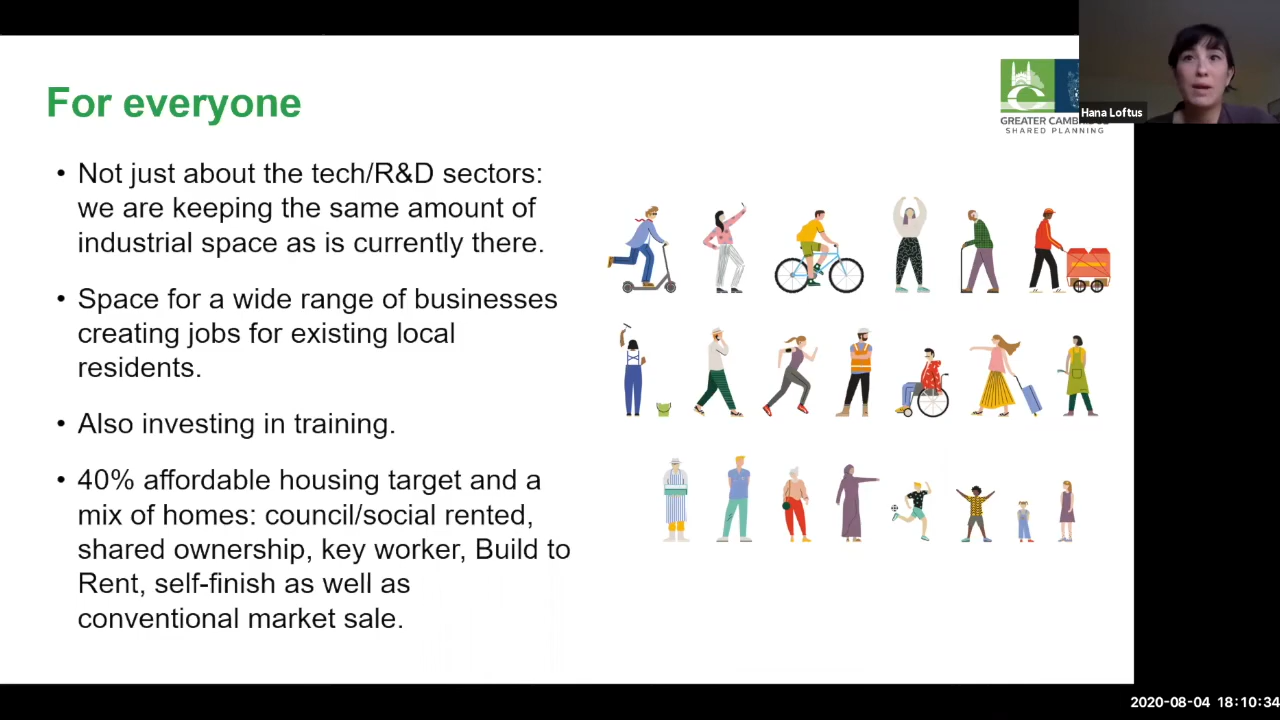 For everyone
GREATER CAMB
SHARED PLANNING
Hana Loftus
• Not just about the tech/R&D sectors:
we are keeping the same amount of
industrial space as is currently there.
• Space for a wide range of businesses
creating jobs for existing local
residents.
• Also investing in training.
• 40% affordable housing target and a
mix of homes: council/social rented,
shared ownership, key worker, Build to
Rent, self-finish as well as
conventional market sale.
2020-08-04 18:10:34